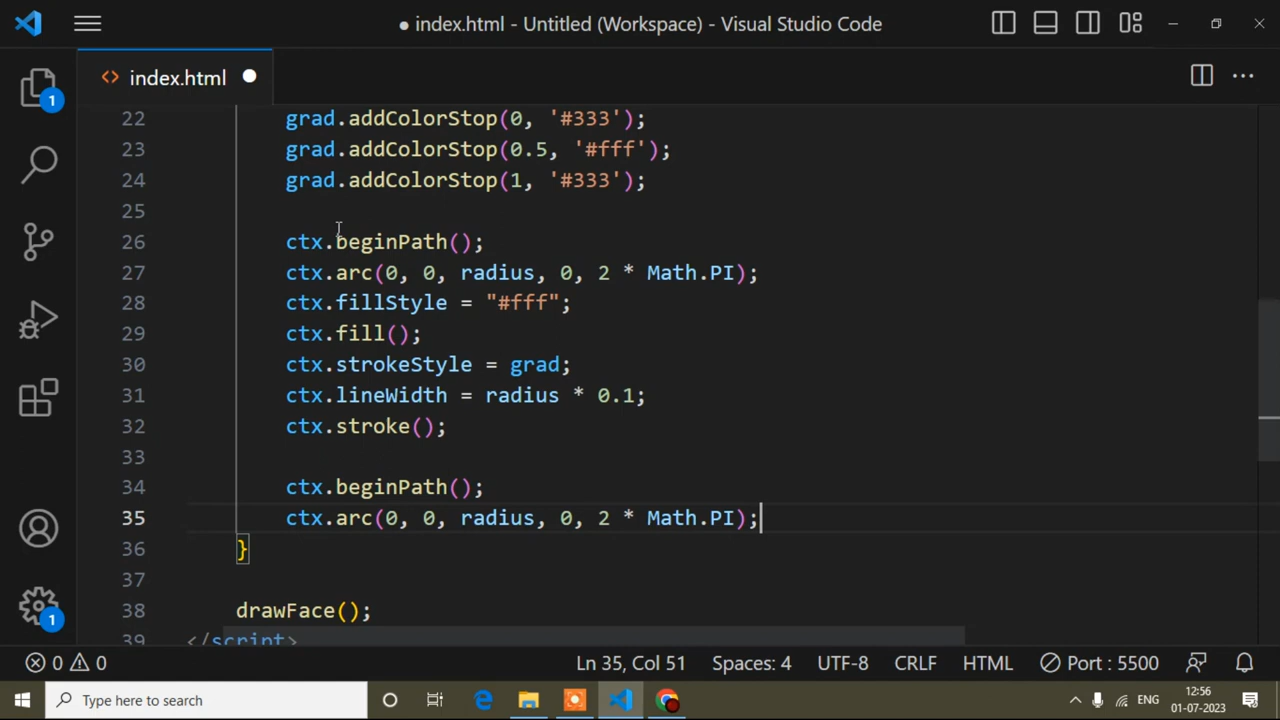 ● index.html - Untitled (Workspace) - Visual Studio Code
<> index.html ●
22 grad.addColorStop(0, '#333');
23 grad.addColorStop(0.5, '#fff');
24 grad.addColorStop(1, '#333');
25
26 ctx.beginPath();
27 ctx.arc(0, 0, radius, 0, 2 * Math.PI);
28 ctx.fillStyle = "#fff";
29 ctx.fill();
30 ctx.strokeStyle = grad;
31 ctx.lineWidth = radius * 0.1;
32 ctx.stroke();
33
34 ctx.beginPath();
35 ctx.arc(0, 0, radius, 0, 2 * Math.PI);
36 }
37
38 drawFace();
39 </script>
1
1
0 0 Ln 35, Col 51 Spaces: 4 UTF-8 CRLF HTML Port : 5500
Type here to search ENG 12:56
01-07-2023